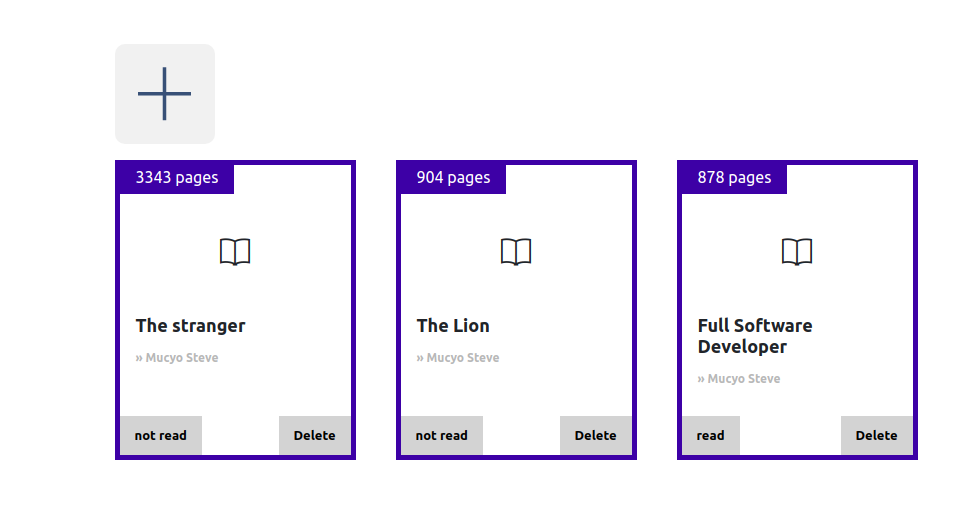 3343 pages
The stranger
» Mucyo Steve
not read
Delete
904 pages
The Lion
» Mucyo Steve
not read
Delete
878 pages
Full Software
Developer
» Mucyo Steve
read
Delete